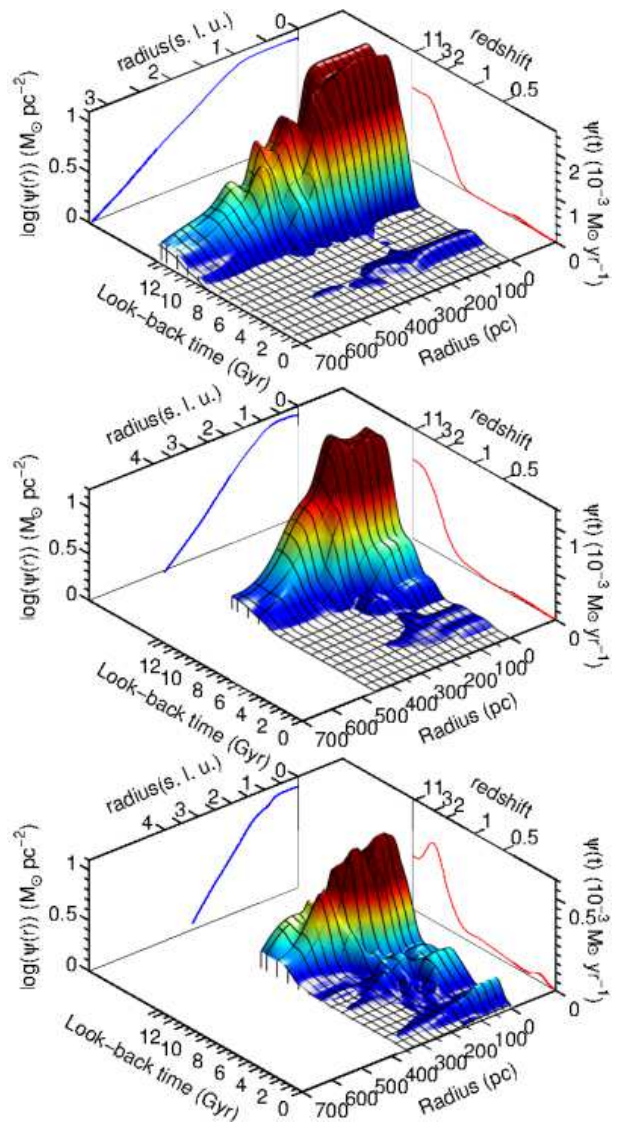 radius(s. l. u.)
0
1
2
3
redshift
11
3
2
1
0.5
log(ψ(r)) (M⊙ pc⁻²)
1
0.5
0
ψ(t) (10⁻³ M⊙ yr⁻¹)
2
1
0
Look-back time (Gyr)
12 10 8 6 4 2 0
Radius (pc)
700 600 500 400 300 200 100 0
radius(s. l. u.)
0
1
2
3
4
redshift
11
3
2
1
0.5
log(ψ(r)) (M⊙ pc⁻²)
1
0.5
0
ψ(t) (10⁻³ M⊙ yr⁻¹)
1
0
Look-back time (Gyr)
12 10 8 6 4 2 0
Radius (pc)
700 600 500 400 300 200 100 0
radius(s. l. u.)
0
1
2
3
4
redshift
11
3
2
1
0.5
log(ψ(r)) (M⊙ pc⁻²)
1
0.5
0
ψ(t) (10⁻³ M⊙ yr⁻¹)
0.5
0
Look-back time (Gyr)
12 10 8 6 4 2 0
Radius (pc)
700 600 500 400 300 200 100 0